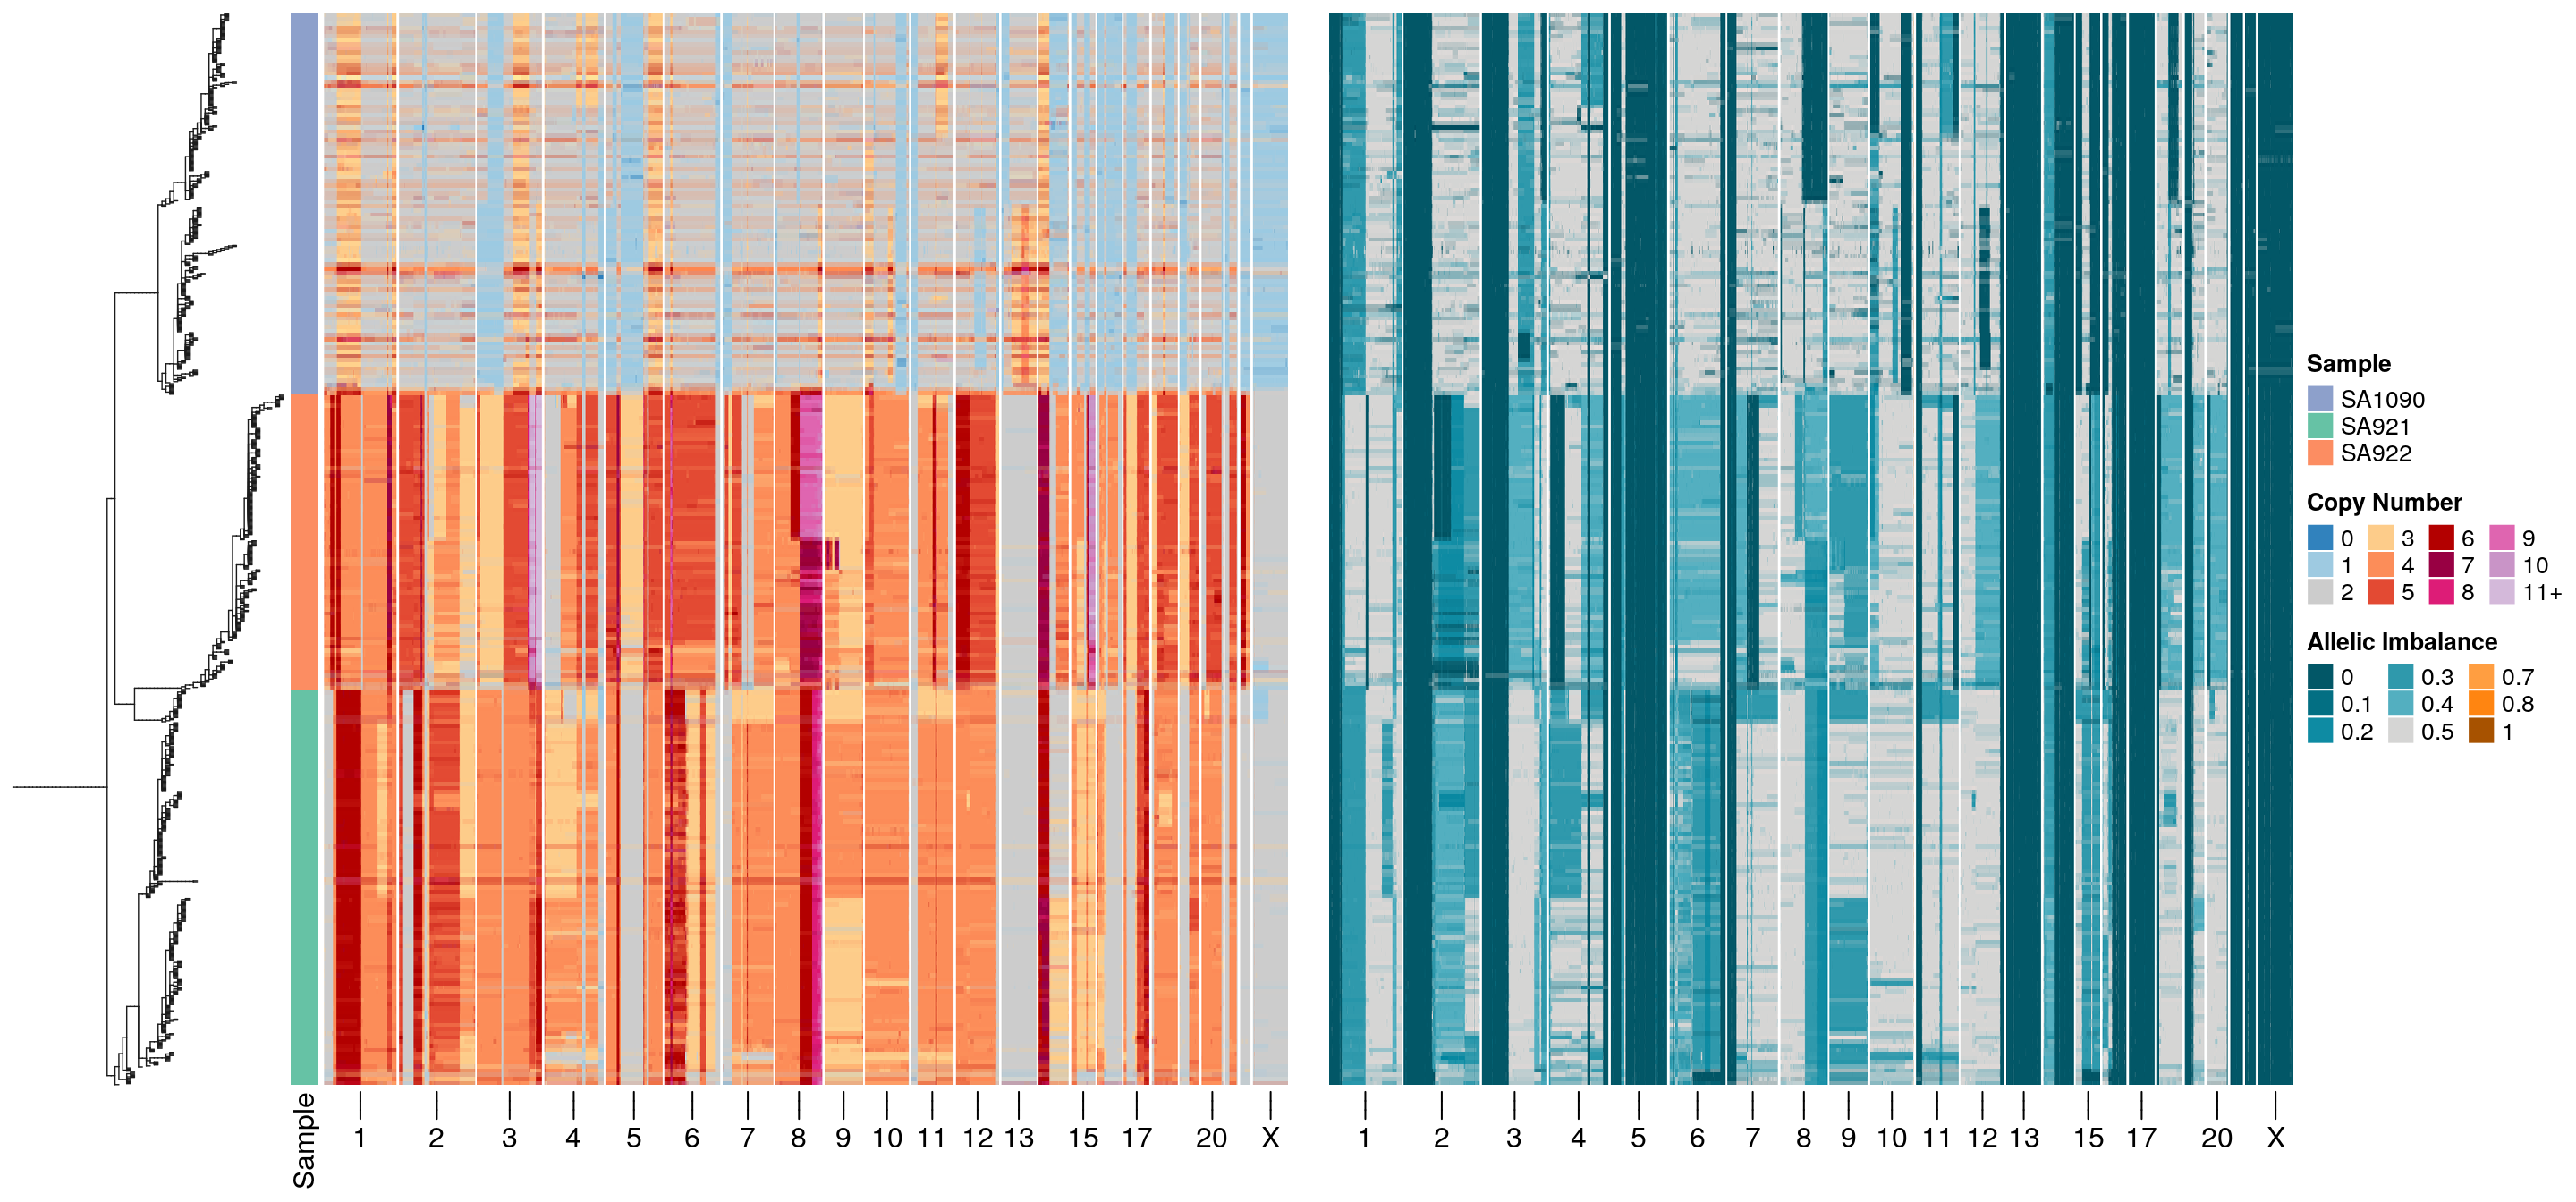 Sample
SA1090
SA921
SA922
Copy Number
0 3 6 9
1 4 7 10
2 5 8 11+
Allelic Imbalance
0 0.3 0.7
0.1 0.4 0.8
0.2 0.5 1
Sample
1 2 3 4 5 6 7 8 9 10 11 12 13 15 17 20 X
1 2 3 4 5 6 7 8 9 10 11 12 13 15 17 20 X